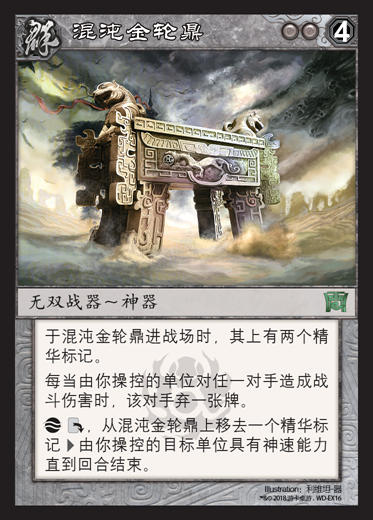 群 混沌金轮鼎 4
无双战器～神器
于混沌金轮鼎进战场时，其上有两个精
华标记。
每当由你操控的单位对任一对手造成战
斗伤害时，该对手弃一张牌。
，从混沌金轮鼎上移去一个精华标
记▶由你操控的目标单位具有神速能力
直到回合结束。
Illustration：利维坦-器
™&© 2018 游卡桌游．WD-EX16